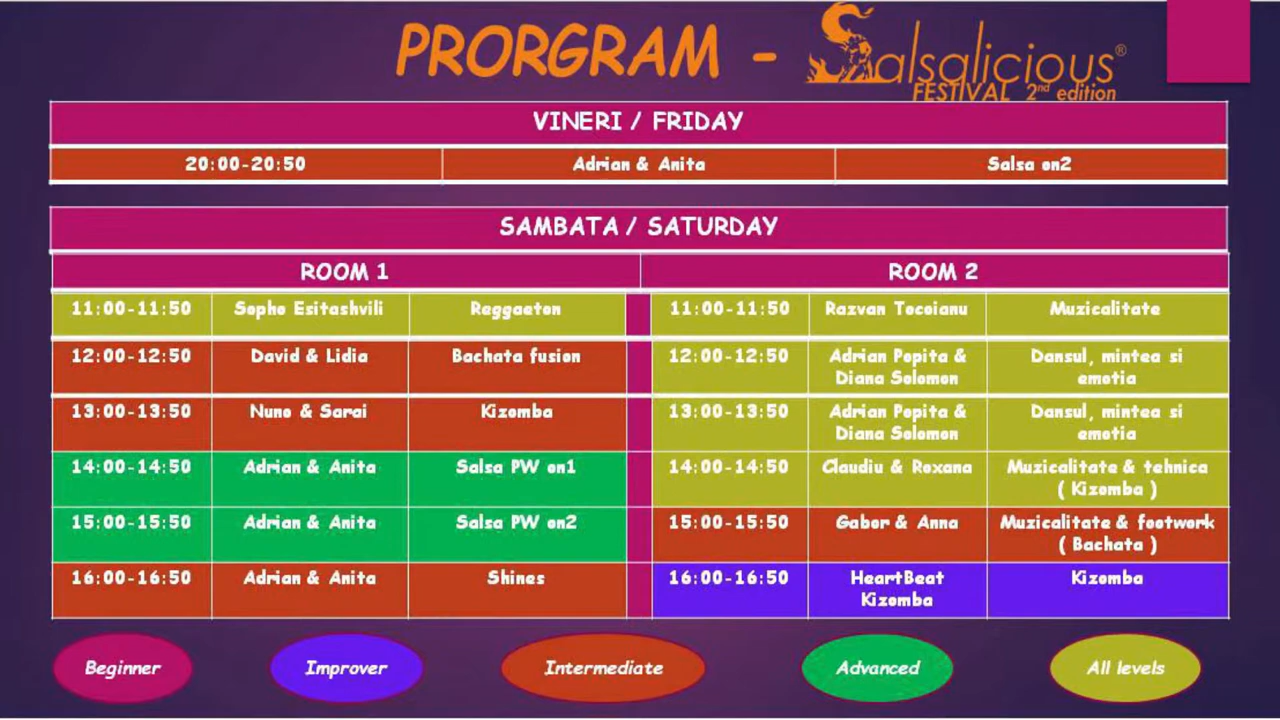 PRORGRAM - Salsalicious®
FESTIVAL 2nd edition
VINERI / FRIDAY
20:00-20:50 Adrian & Anita Salsa on2
SAMBATA / SATURDAY
ROOM 1 ROOM 2
11:00-11:50 Sopho Esitashvili Reggaeton 11:00-11:50 Razvan Tocoianu Muzicalitate
12:00-12:50 David & Lidia Bachata fusion 12:00-12:50 Adrian Popita & Dansul, mintea si
Diana Solomon emotia
13:00-13:50 Nuno & Sarai Kizomba 13:00-13:50 Adrian Popita & Dansul, mintea si
Diana Solomon emotia
14:00-14:50 Adrian & Anita Salsa PW on1 14:00-14:50 Claudiu & Roxana Muzicalitate & tehnica
( Kizomba )
15:00-15:50 Adrian & Anita Salsa PW on2 15:00-15:50 Gabor & Anna Muzicalitate & footwork
( Bachata )
16:00-16:50 Adrian & Anita Shines 16:00-16:50 HeartBeat Kizomba
Kizomba
Beginner Improver Intermediate Advanced All levels